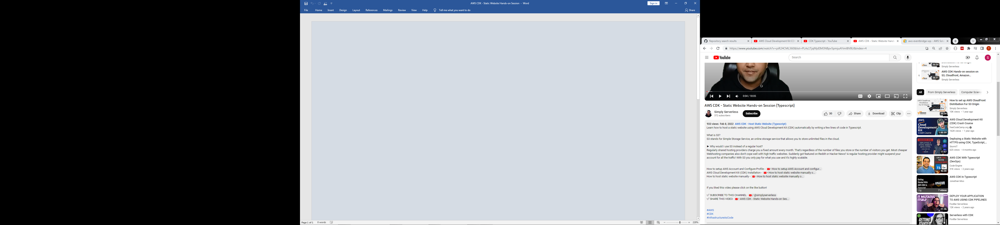 AWS CDK - Static Website Hands-on Session - Word
Sign in
File Home Insert Design Layout References Mailings Review View Help Tell me what you want to do
Share
Page 1 of 1 0 words
220%
Repository search results
AWS Cloud Development Kit CD
CDK Typescript - YouTube
AWS CDK - Static Website Hands
aws-eventbridge-sqs - AWS Solu
https://www.youtube.com/watch?v=piR24CML360&list=PLAs1TjqfifpEIM3NBpvSpmjuAYiml8V8U&index=4
YouTube
Search
S
0:04 / 18:05
AWS CDK - Static Website Hands-on Session (Typescript)
Simply Serverless
372 subscribers
Subscribe
30
Share
Download
Clip
933 views Feb 8, 2022 AWS CDK - Host Static Website (Typescript)
Learn how to host a static website using AWS Cloud Development Kit (CDK) automatically by writing a few lines of code in Typescript.
What is S3?
S3 stands for Simple Storage Service, an online storage service that allows you to store unlimited files in the cloud.
► Why would I use S3 instead of a regular host?
Regularly shared hosting providers charge you a fixed amount every month. That's regardless of the number of files you store or the number of visitors you get. Most cheaper
Webhosting companies also don't cope well with high traffic websites. Suddenly got featured on Reddit or Hacker News? A regular hosting provider might suspend your
account for all the traffic! With S3 you only pay for what you use and it's highly scalable.
How to setup AWS Account and Configure Profile - • How to setup AWS Account and configur...
AWS Cloud Development Kit (CDK) Installation - • How to host static website manually o...
How to host static website manually - • How to host static website manually o...
If you liked this video please click on the like button!
✅ SUBSCRIBE TO THIS CHANNEL: / @simplyserverless
✅ SHARE THIS VIDEO: • AWS CDK - Static Website Hands-on Ses...
#AWS
#CDK
#InfrastructureAsCode
20:34
Simply Serverless
6
38:31
AWS CDK Hands-on session on
S3, Cloudfront, Amazon...
Simply Serverless
All
From Simply Serverless
Computer Scienc
AWS CloudFront
Distribution
For S3 Origin
20:34
How to set up AWS CloudFront
Distribution For S3 Origin
Simply Serverless
10K views • 1 year ago
aws
Cloud
Development
Kit
Crash Course
1:00:59
AWS Cloud Development Kit
(CDK) Crash Course
freeCodeCamp.org
162K views • 1 year ago
HANDS-ON:
DEPLOYING A
STATIC WEBSITE
WITH HTTPS
17:57
Deploying a Static Website with
HTTPS using CDK, TypeScript,...
StormIT
625 views • 4 months ago
AWS CDK
WITH
TYPESCRIPT
TS
46:08
AWS CDK With Typescript
(DevOps)
Code Engine
31K views • 2 years ago
Getting
Started With
AWS CDK In
Typescript
amazon
7 videos
AWS CDK In Typescript
Jonathan Moo
IT MUTATES
ITSELF
21:36
DEPLOY YOUR APPLICATION
TO AWS USING CDK PIPELINES
FooBar Serverless
12K views • 2 years ago
GETTING
STARTED
Serverless with CDK
FooBar Serverless